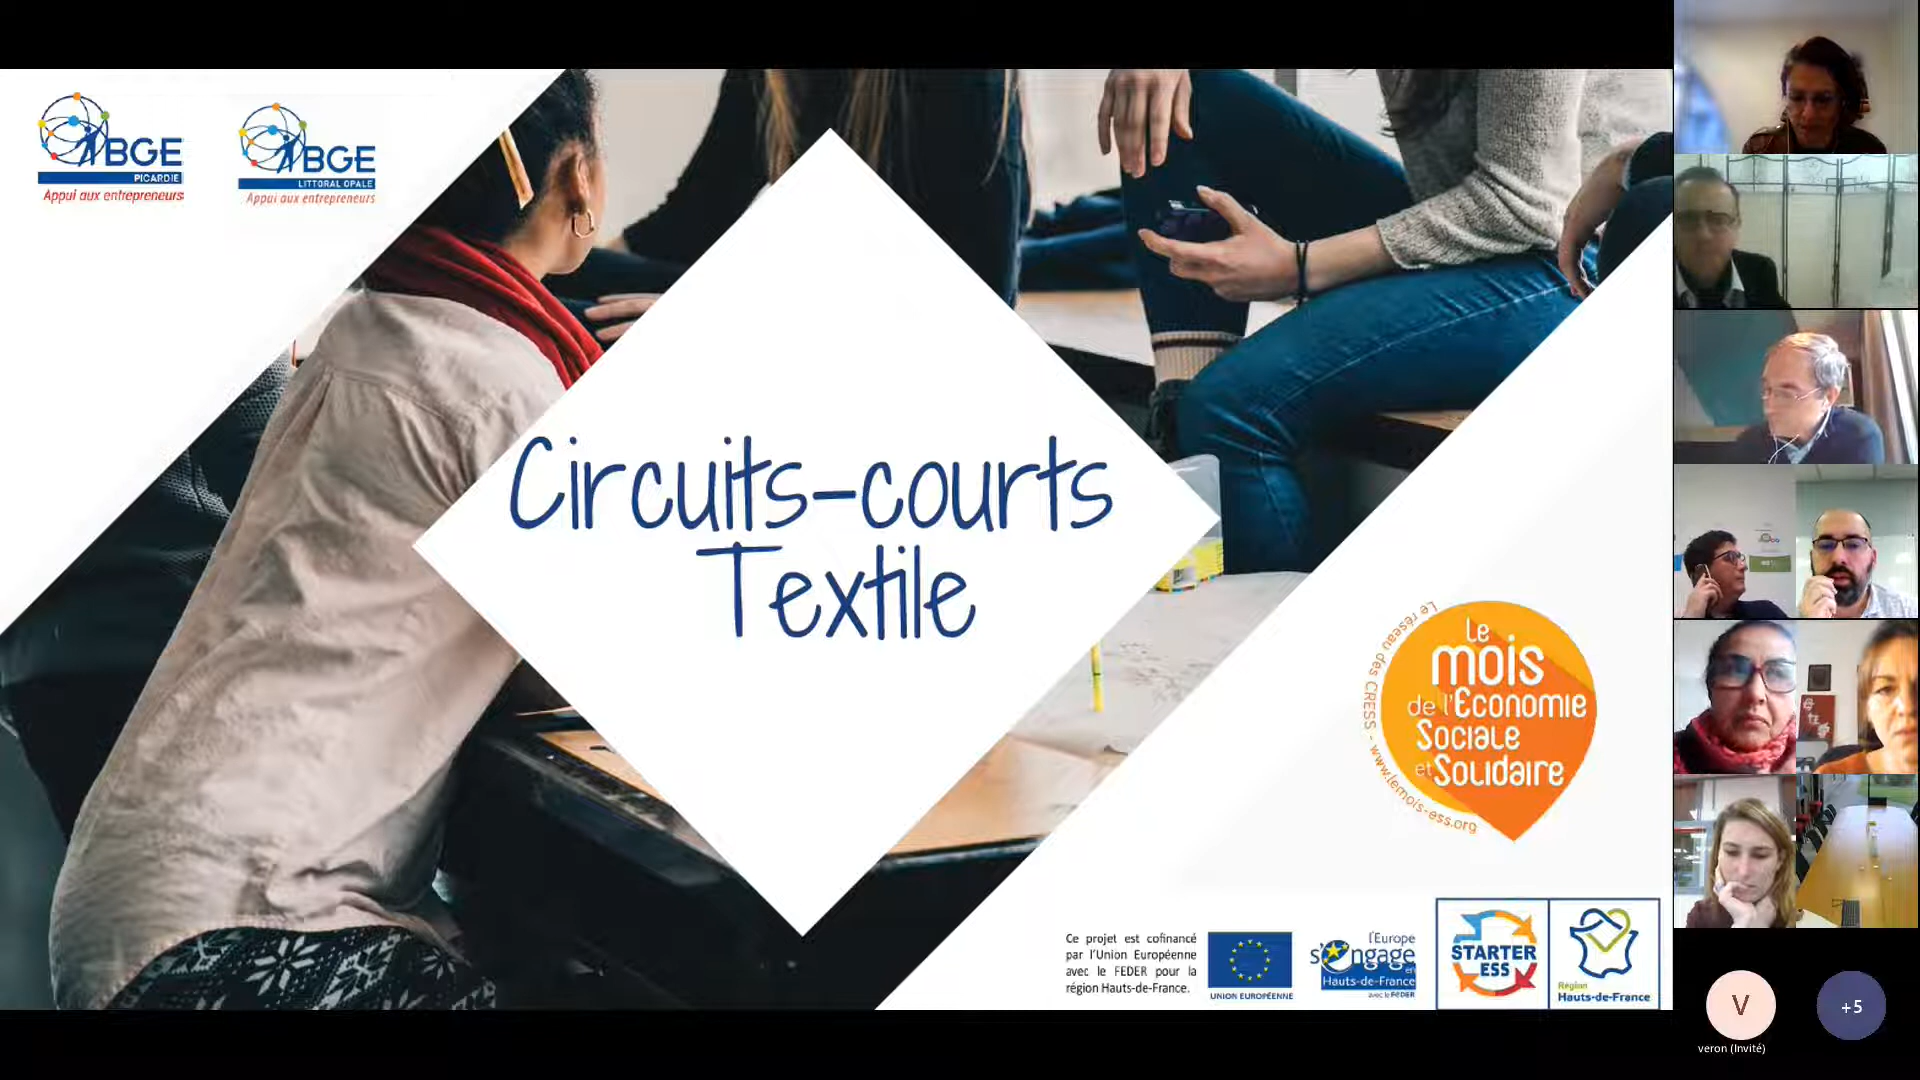 BGE
PICARDIE
Appui aux entrepreneurs
BGE
LITTORAL OPALE
Appui aux entrepreneurs
Circuits-courts
Textile
Le réseau des CRESS - www.lemois-ess.org
Le
mois
de l'Économie
Sociale
et Solidaire
Ce projet est cofinancé
par l'Union Européenne
avec le FEDER pour la
région Hauts-de-France.
UNION EUROPÉENNE
l'Europe
s'engage
en
Hauts-de-France
avec le FEDER
STARTER
ESS
Région
Hauts-de-France
V
veron (Invité)
+5